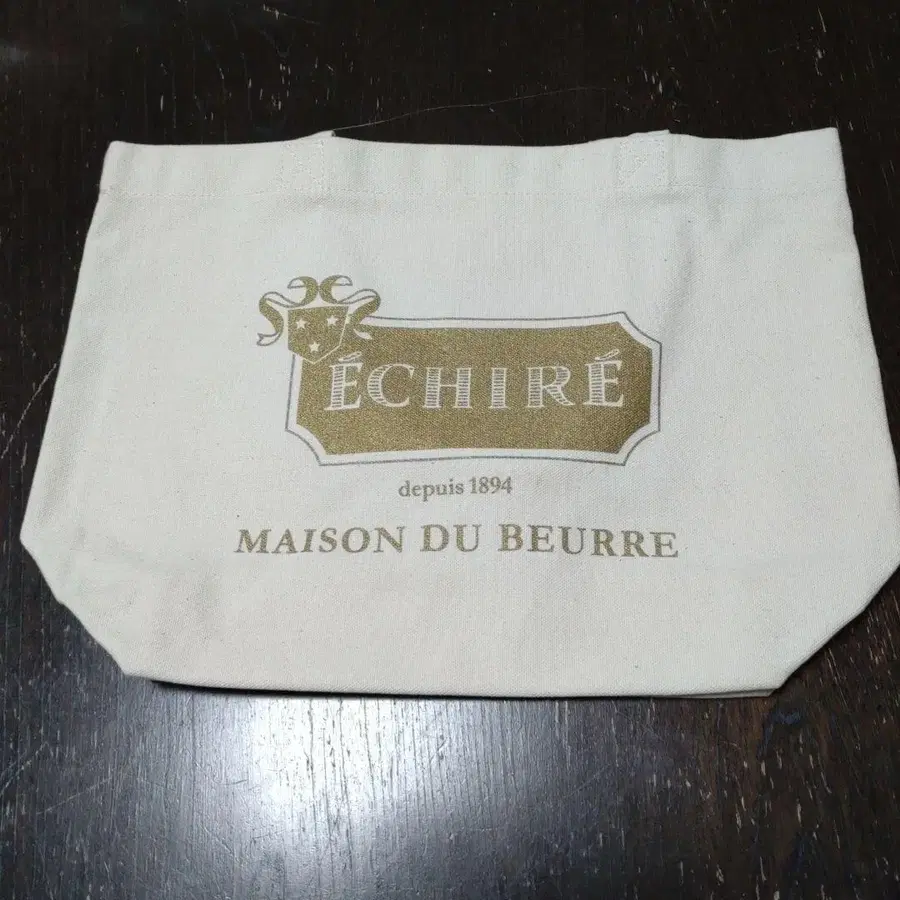 ÉCHIRÉ
depuis 1894
MAISON DU BEURRE